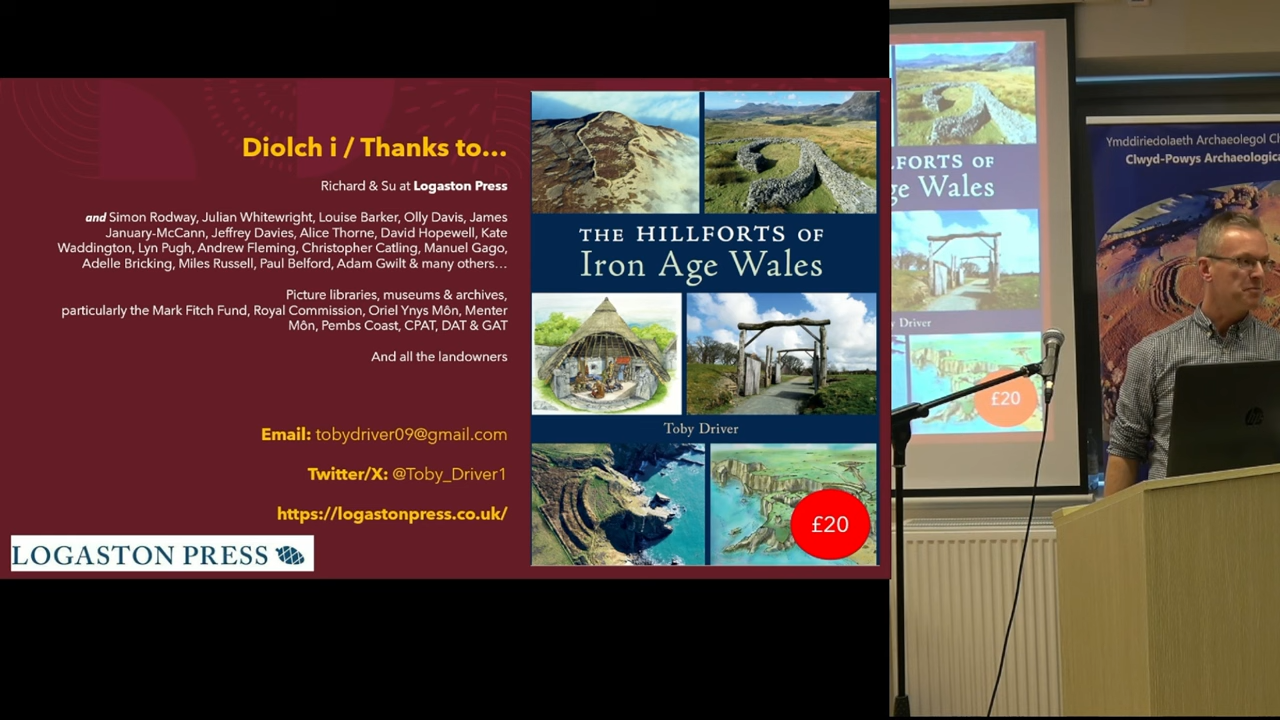 Diolch i / Thanks to...
Richard & Su at Logaston Press
and Simon Rodway, Julian Whitewright, Louise Barker, Olly Davis, James
January-McCann, Jeffrey Davies, Alice Thorne, David Hopewell, Kate
Waddington, Lyn Pugh, Andrew Fleming, Christopher Catling, Manuel Gago,
Adelle Bricking, Miles Russell, Paul Belford, Adam Gwilt & many others...
Picture libraries, museums & archives,
particularly the Mark Fitch Fund, Royal Commission, Oriel Ynys Môn, Menter
Môn, Pembs Coast, CPAT, DAT & GAT
And all the landowners
Email: tobydriver09@gmail.com
Twitter/X: @Toby_Driver1
https://logastonpress.co.uk/
LOGASTON PRESS
THE HILLFORTS OF
Iron Age Wales
Toby Driver
£20
LFORTS OF
ge Wales
y Driver
£20
Ymddiriedolaeth Archaeolegol C
Clwyd-Powys Archaeologica
hp